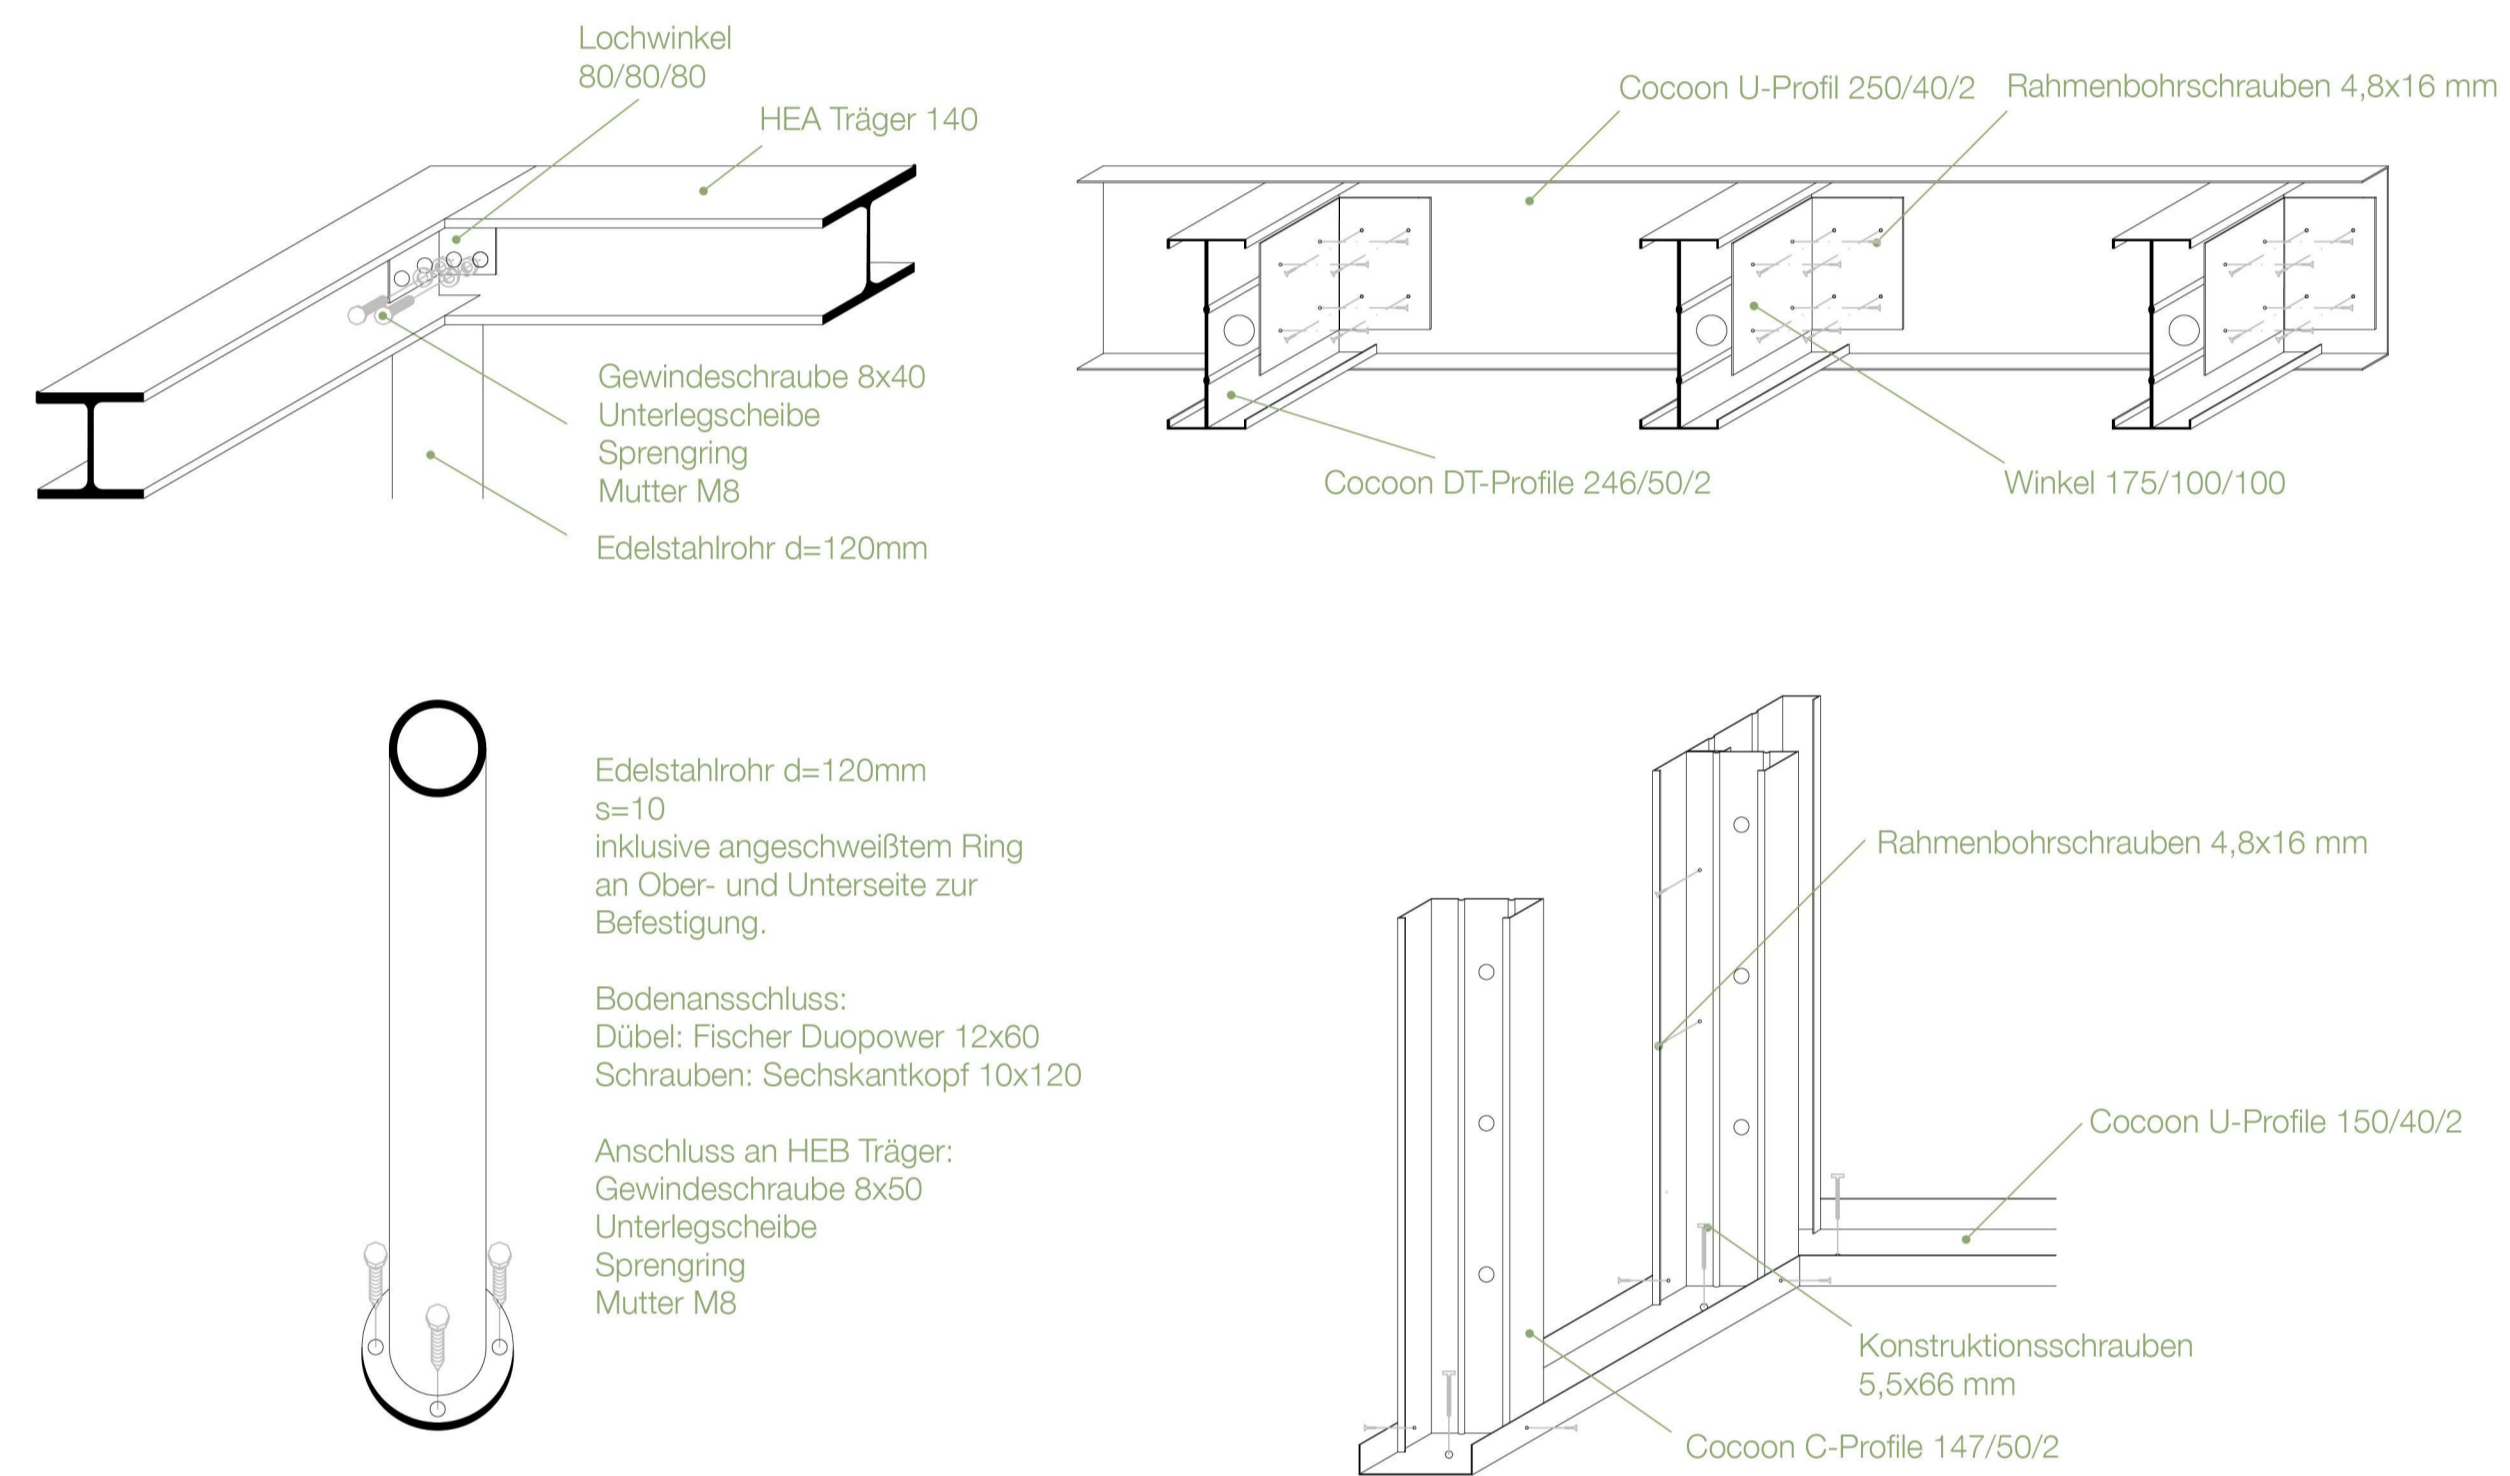 Lochwinkel
80/80/80
HEA Träger 140
Gewindeschraube 8x40
Unterlegscheibe
Sprengring
Mutter M8
Edelstahlrohr d=120mm
Cocoon U-Profil 250/40/2
Rahmenbohrschrauben 4,8x16 mm
Cocoon DT-Profile 246/50/2
Winkel 175/100/100
Edelstahlrohr d=120mm
s=10
inklusive angeschweißtem Ring
an Ober- und Unterseite zur
Befestigung.
Bodenansschluss:
Dübel: Fischer Duopower 12x60
Schrauben: Sechskantkopf 10x120
Anschluss an HEB Träger:
Gewindeschraube 8x50
Unterlegscheibe
Sprengring
Mutter M8
Rahmenbohrschrauben 4,8x16 mm
Cocoon U-Profile 150/40/2
Konstruktionsschrauben
5,5x66 mm
Cocoon C-Profile 147/50/2